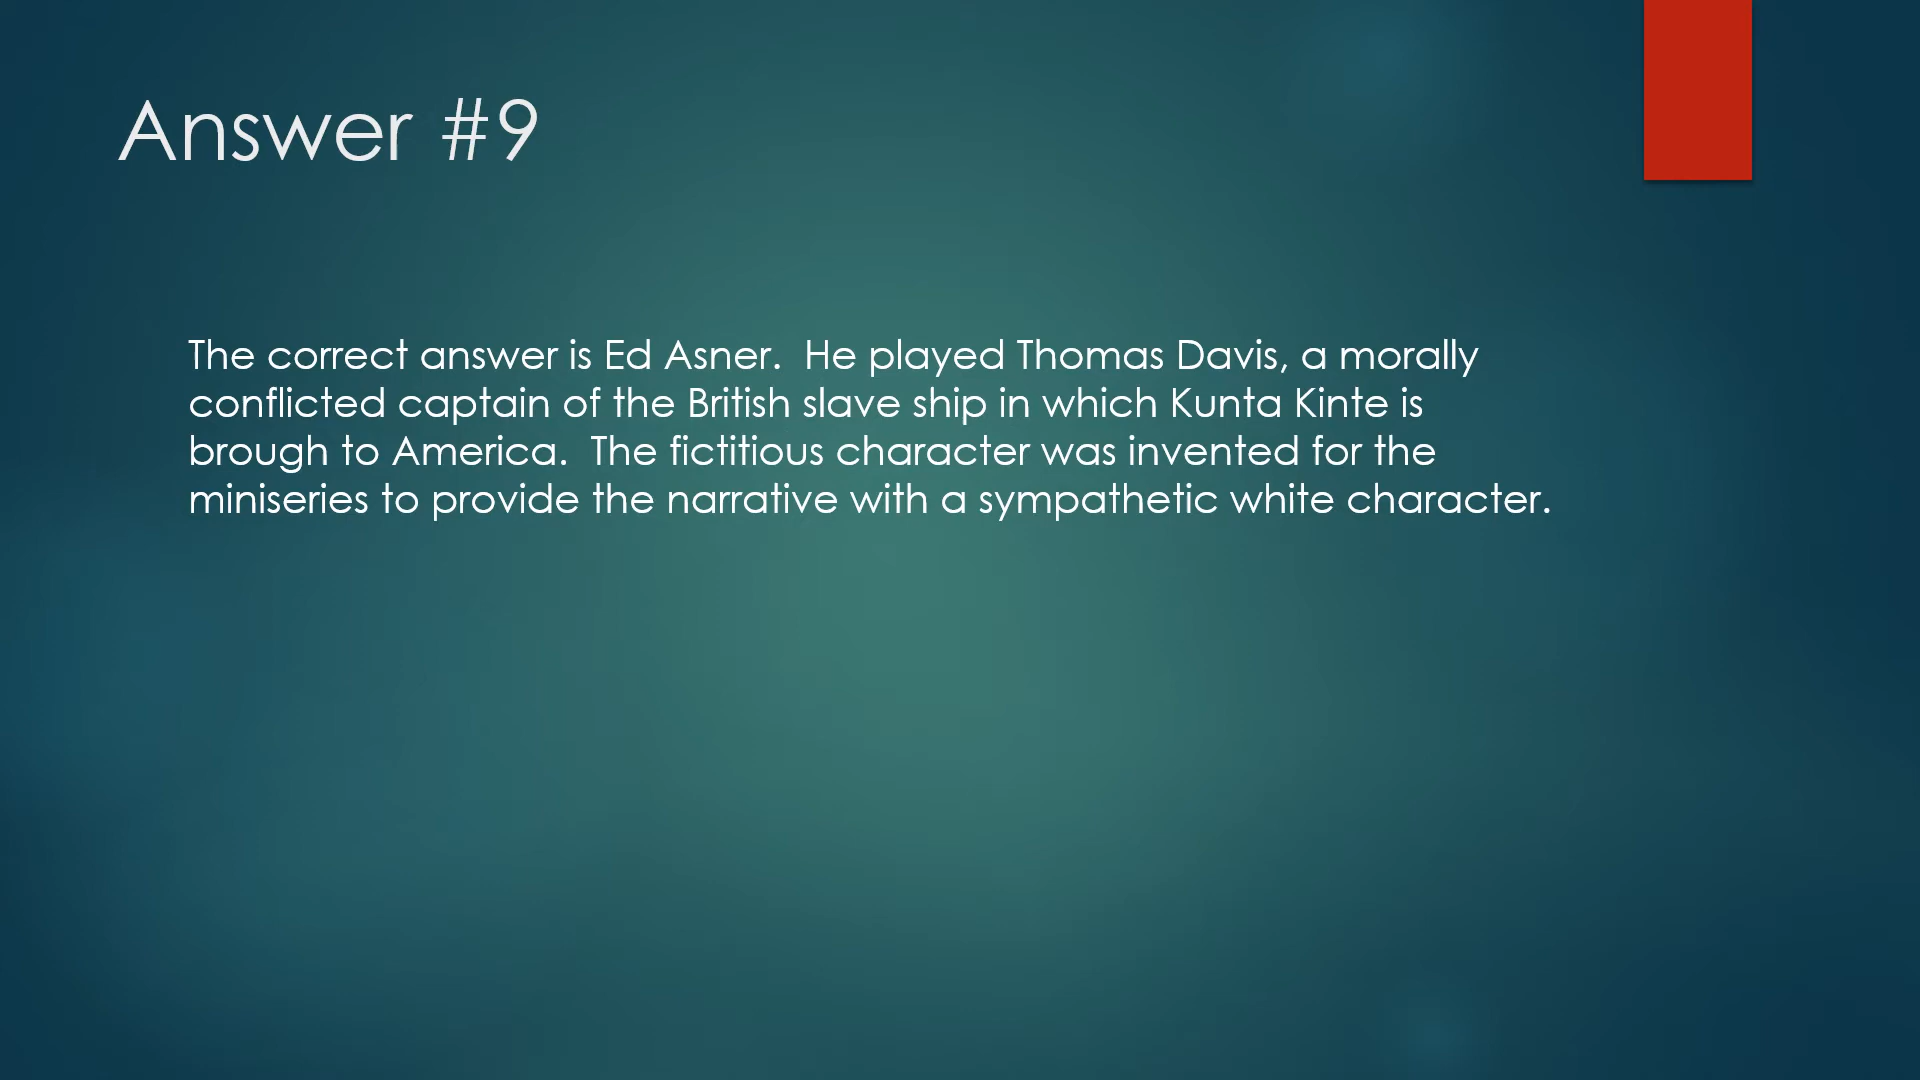 Answer #9
The correct answer is Ed Asner.  He played Thomas Davis, a morally
conflicted captain of the British slave ship in which Kunta Kinte is
brough to America.  The fictitious character was invented for the
miniseries to provide the narrative with a sympathetic white character.